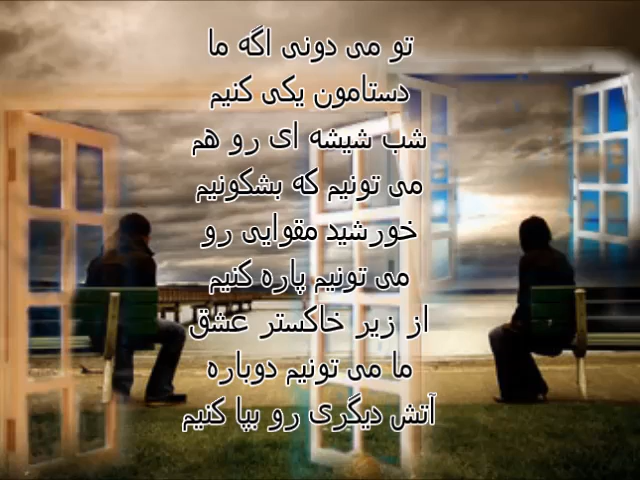 تو می دونی اگه ما
دستامون یکی کنیم
شب شیشه ای رو هم
می تونیم که بشکونیم
خورشید مقوایی رو
می تونیم پاره کنیم
از زیر خاکستر عشق
ما می تونیم دوباره
آتش دیگری رو بپا کنیم